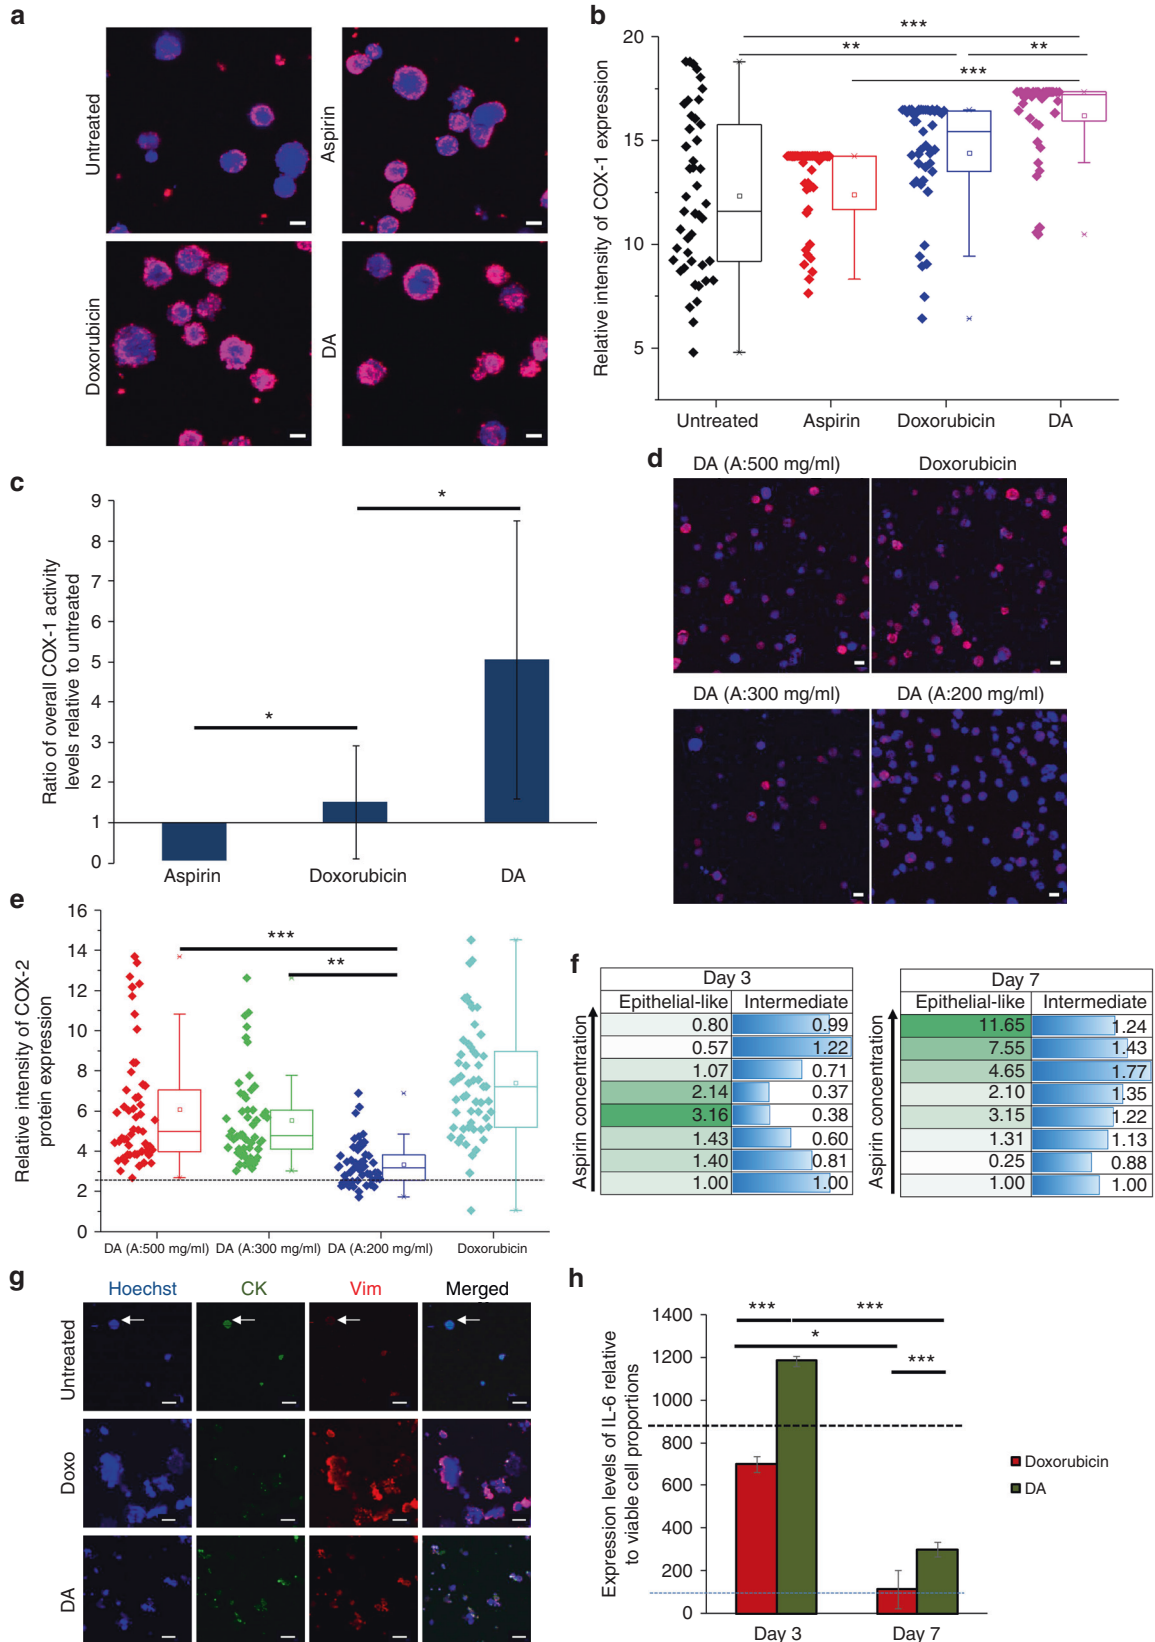 a
Untreated
Aspirin
Doxorubicin
DA
b
Relative intensity of COX-1 expression
20
15
10
5
***
**
**
***
Untreated
Aspirin
Doxorubicin
DA
c
Ratio of overall COX-1 activity
levels relative to untreated
9
8
7
6
5
4
3
2
1
0
*
*
Aspirin
Doxorubicin
DA
d
DA (A:500 mg/ml)
Doxorubicin
DA (A:300 mg/ml)
DA (A:200 mg/ml)
e
Relative intensity of COX-2
protein expression
16
14
12
10
8
6
4
2
0
***
**
DA (A:500 mg/ml)
DA (A:300 mg/ml)
DA (A:200 mg/ml)
Doxorubicin
f
Aspirin concentration
Day 3
Epithelial-like Intermediate
0.80 0.99
0.57 1.22
1.07 0.71
2.14 0.37
3.16 0.38
1.43 0.60
1.40 0.81
1.00 1.00
Aspirin concentration
Day 7
Epithelial-like Intermediate
11.65 1.24
7.55 1.43
4.65 1.77
2.10 1.35
3.15 1.22
1.31 1.13
0.25 0.88
1.00 1.00
g
Hoechst
CK
Vim
Merged
Untreated
Doxo
DA
h
Expression levels of IL-6 relative
to viable cell proportions
1400
1200
1000
800
600
400
200
0
***
***
*
***
Doxorubicin
DA
Day 3
Day 7